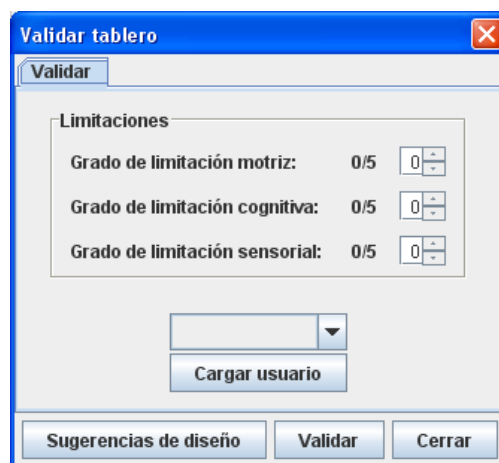 Validar tablero
Validar
Limitaciones
Grado de limitación motriz: 0/5 0
Grado de limitación cognitiva: 0/5 0
Grado de limitación sensorial: 0/5 0
Cargar usuario
Sugerencias de diseño Validar Cerrar